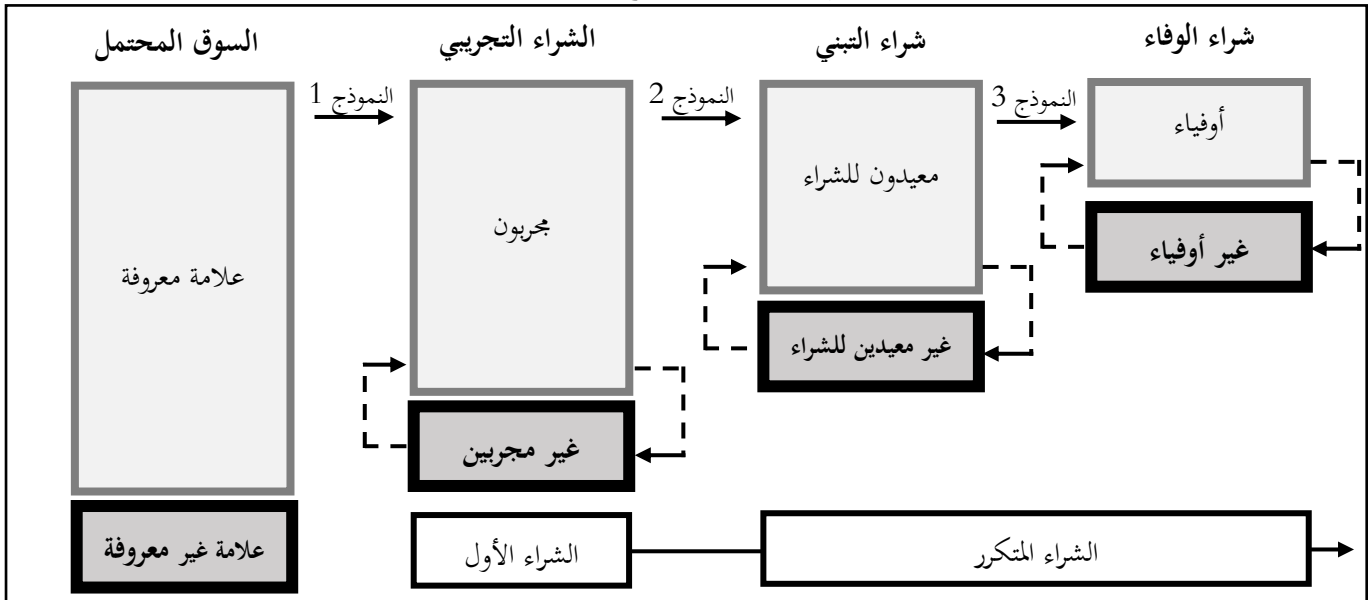 شراء الوفاء
شراء التبني
الشراء التجريبي
السوق المحتمل
النموذج 1
النموذج 2
النموذج 3
أوفياء
معيدون للشراء
مجربون
علامة معروفة
غير أوفياء
غير معيدين للشراء
غير مجربين
علامة غير معروفة
الشراء الأول
الشراء المتكرر